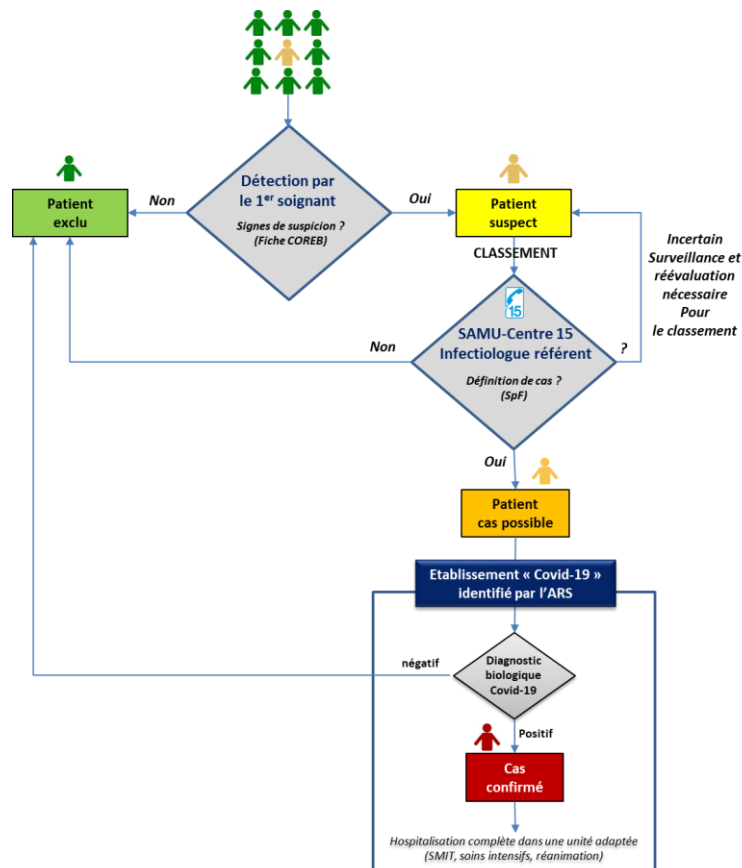 Détection par
le 1er soignant
Signes de suspicion ?
(Fiche COREB)
Non
Oui
Patient
exclu
Patient
suspect
CLASSEMENT
Incertain
Surveillance et
réévaluation
nécessaire
Pour
le classement
15
SAMU-Centre 15
Infectiologue référent
Définition de cas ?
(SpF)
Non
?
Oui
Patient
cas possible
Etablissement « Covid-19 »
identifié par l'ARS
négatif
Diagnostic
biologique
Covid-19
Positif
Cas
confirmé
Hospitalisation complète dans une unité adaptée
(SMIT, soins intensifs, réanimation)